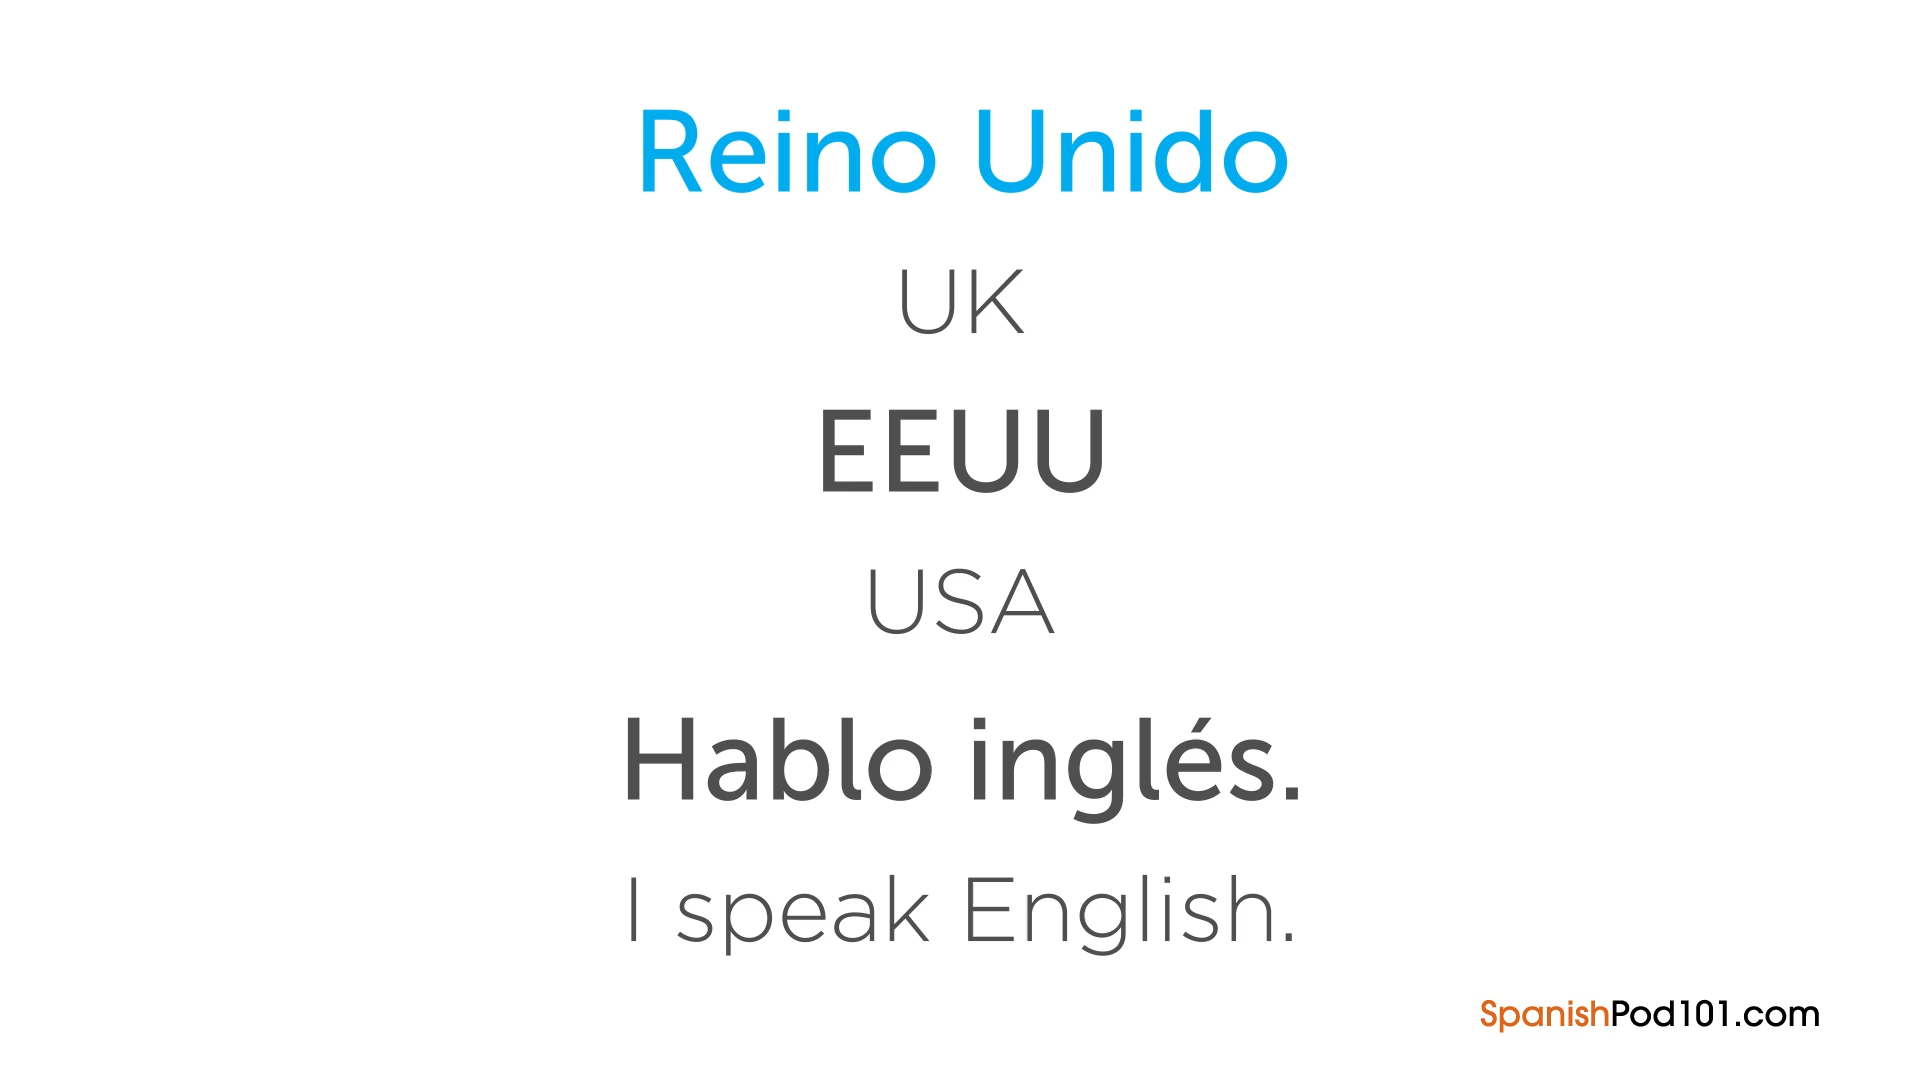 Reino Unido
UK
EEUU
USA
Hablo inglés.
I speak English.
SpanishPod101.com